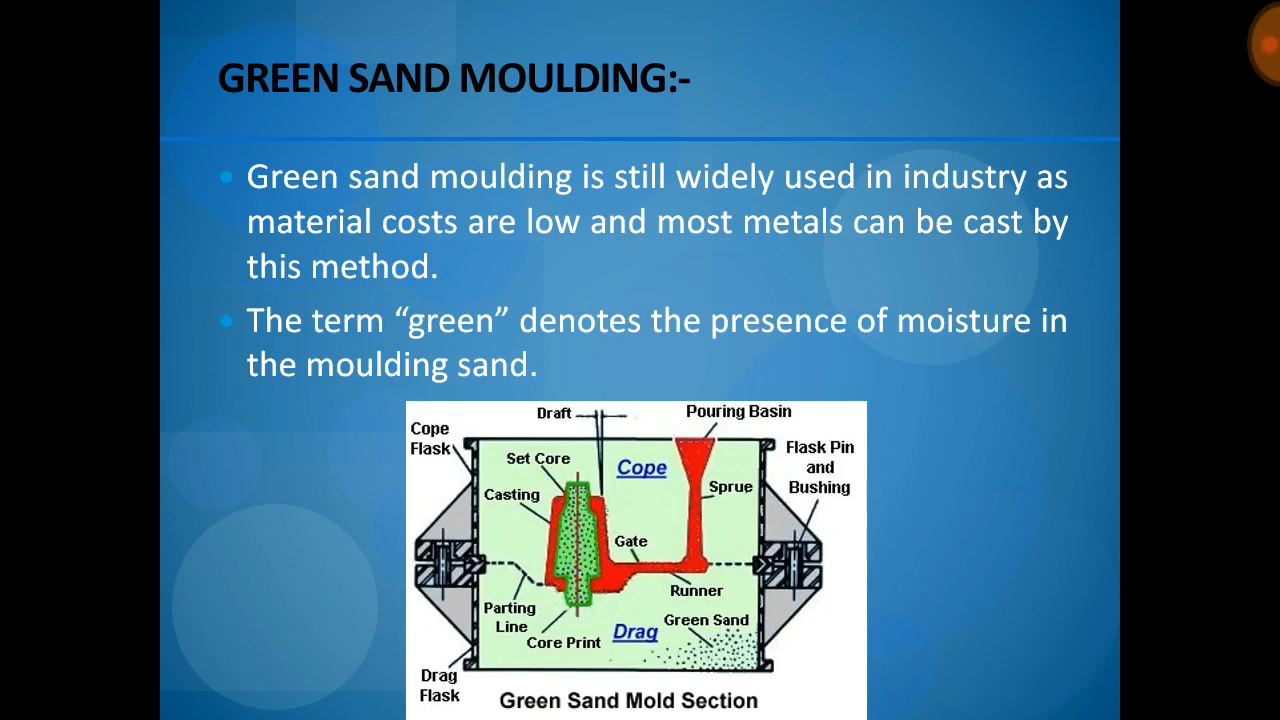 GREEN SAND MOULDING:-
Green sand moulding is still widely used in industry as
material costs are low and most metals can be cast by
this method.
The term “green” denotes the presence of moisture in
the moulding sand.
Draft
Pouring Basin
Cope
Flask
Flask Pin
and
Bushing
Set Core
Cope
Casting
Sprue
Gate
Runner
Parting
Line
Green Sand
Core Print
Drag
Drag
Flask
Green Sand Mold Section